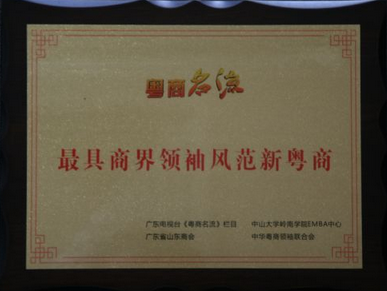 粤商名流
最具商界领袖风范新粤商
广东电视台《粤商名流》栏目 中山大学岭南学院EMBA中心
广东省山东商会 中华粤商领袖联合会